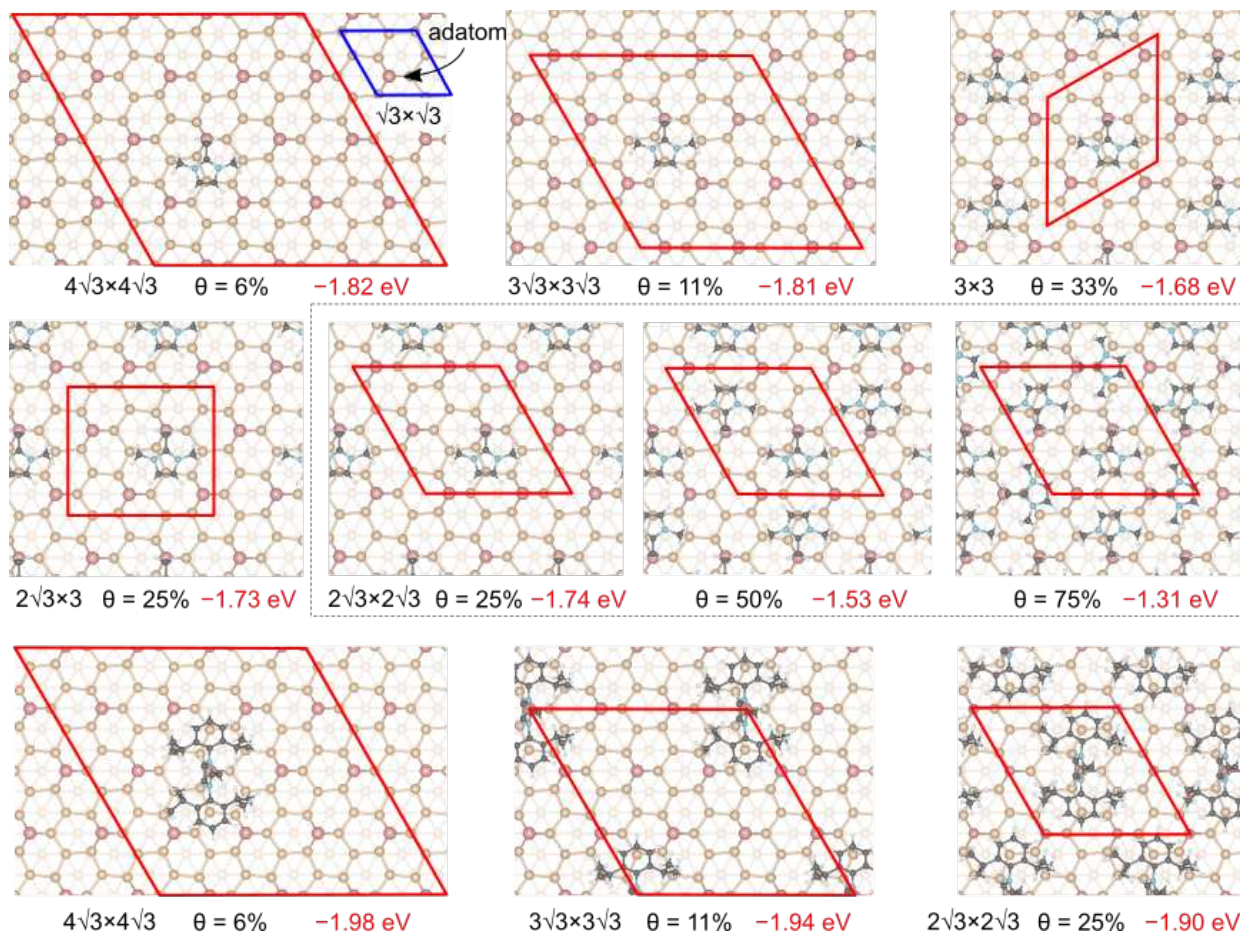 adatom
√3×√3
4√3×4√3 θ = 6% −1.82 eV
3√3×3√3 θ = 11% −1.81 eV
3×3 θ = 33% −1.68 eV
2√3×3 θ = 25% −1.73 eV
2√3×2√3 θ = 25% −1.74 eV
θ = 50% −1.53 eV
θ = 75% −1.31 eV
4√3×4√3 θ = 6% −1.98 eV
3√3×3√3 θ = 11% −1.94 eV
2√3×2√3 θ = 25% −1.90 eV